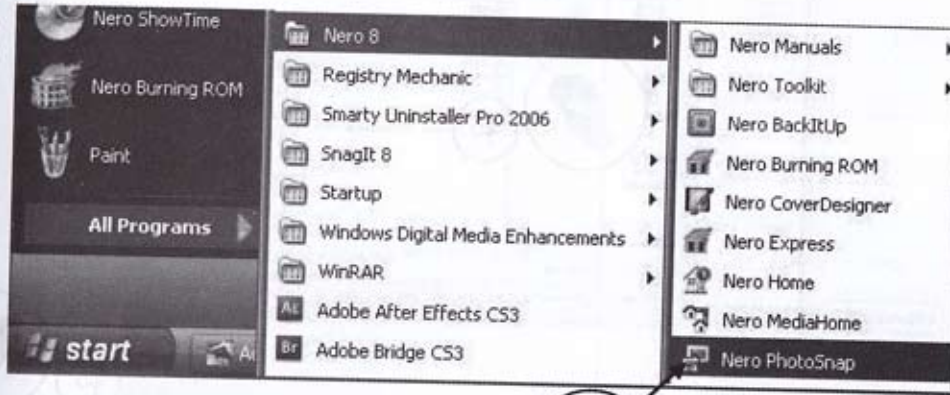 Nero ShowTime
Nero Burning ROM
Paint
All Programs
start
Nero 8
Registry Mechanic
Smarty Uninstaller Pro 2006
SnagIt 8
Startup
Windows Digital Media Enhancements
WinRAR
Ae Adobe After Effects CS3
Br Adobe Bridge CS3
Nero Manuals
Nero Toolkit
Nero BackItUp
Nero Burning ROM
Nero CoverDesigner
Nero Express
Nero Home
Nero MediaHome
Nero PhotoSnap